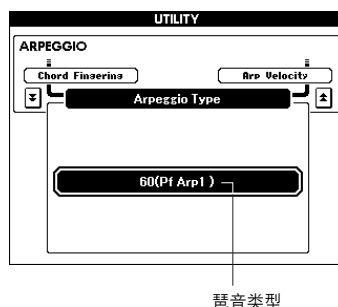 UTILITY
ARPEGGIO
Chord Fingering
Arp Velocity
Arpeggio Type
60(Pf Arp1 )
琶音类型